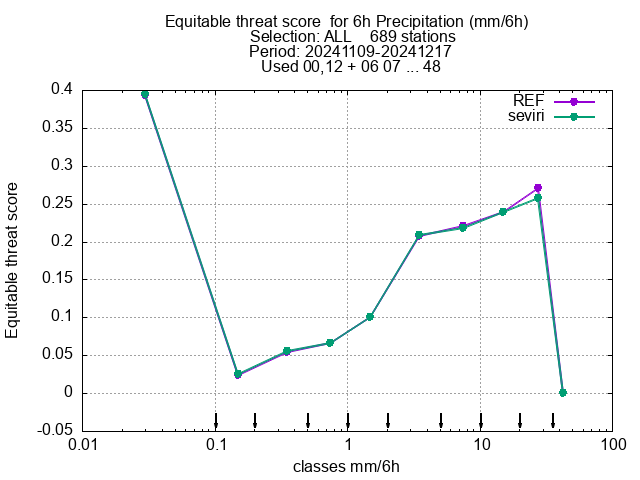 Equitable threat score  for 6h Precipitation (mm/6h)
Selection: ALL    689 stations
Period: 20241109-20241217
Used 00,12 + 06 07 ... 48
REF
seviri
0.4
0.35
0.3
0.25
0.2
0.15
0.1
0.05
0
-0.05
Equitable threat score
0.01
0.1
1
10
100
classes mm/6h